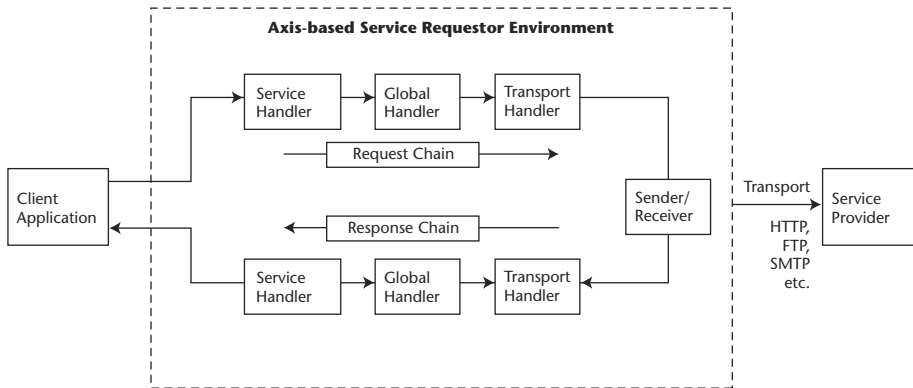 Axis-based Service Requestor Environment
Service
Handler
Global
Handler
Transport
Handler
Request Chain
Client
Application
Sender/
Receiver
Transport
HTTP,
FTP,
SMTP
etc.
Service
Provider
Response Chain
Service
Handler
Global
Handler
Transport
Handler